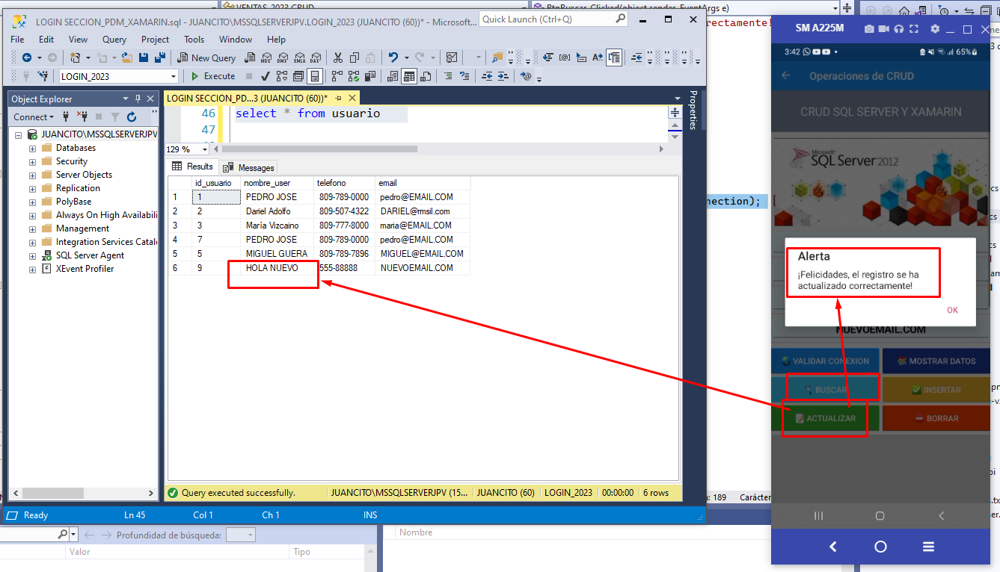 VENTAS_2023_CRUD
BtnBuscar_Clicked(object sender, EventArgs e)
LOGIN SECCION_PDM_XAMARIN.sql - JUANCITO\MSSQLSERVERJPV.LOGIN_2023 (JUANCITO (60))* - Microsoft...
Quick Launch (Ctrl+Q)
rectamente!
File Edit View Query Project Tools Window Help
New Query
MDX DMX XMLA DAX
LOGIN_2023
Execute
Object Explorer
LOGIN SECCION_PD...3 (JUANCITO (60))*
Properties
Connect
46 select * from usuario
47
129 %
JUANCITO\MSSQLSERVERJPV
Databases
Security
Server Objects
Replication
PolyBase
Always On High Availabili
Management
Integration Services Catalo
SQL Server Agent
XEvent Profiler
Results Messages
id_usuario nombre_user telefono email
1 1 PEDRO JOSE 809-789-0000 pedro@EMAIL.COM
2 2 Dariel Adolfo 809-507-4322 DARIEL@msil.com
3 3 María Vizcaino 809-777-8000 maria@EMAIL.COM
4 7 PEDRO JOSE 809-789-0000 pedro@EMAIL.COM
5 5 MIGUEL GUERA 809-789-7896 MIGUEL@EMAIL.COM
6 9 HOLA NUEVO 555-88888 NUEVOEMAIL.COM
nection);
Query executed successfully.
JUANCITO\MSSQLSERVERJPV (15... JUANCITO (60) LOGIN_2023 00:00:00 6 rows
Ready Ln 45 Col 1 Ch 1 INS
189 Carácter
Profundidad de búsqueda:
Valor Tipo
Nombre
SM A225M
3:42
65%
Operaciones de CRUD
CRUD SQL SERVER Y XAMARIN
Microsoft
SQL Server 2012
Alerta
¡Felicidades, el registro se ha
actualizado correctamente!
OK
NUEVOEMAIL.COM
VALIDAR CONEXION
MOSTRAR DATOS
BUSCAR
INSERTAR
ACTUALIZAR
BORRAR